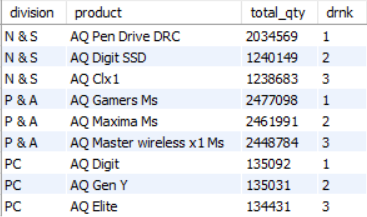 division product total_qty drnk
N & S AQ Pen Drive DRC 2034569 1
N & S AQ Digit SSD 1240149 2
N & S AQ Clx1 1238683 3
P & A AQ Gamers Ms 2477098 1
P & A AQ Maxima Ms 2461991 2
P & A AQ Master wireless x1 Ms 2448784 3
PC AQ Digit 135092 1
PC AQ Gen Y 135031 2
PC AQ Elite 134431 3